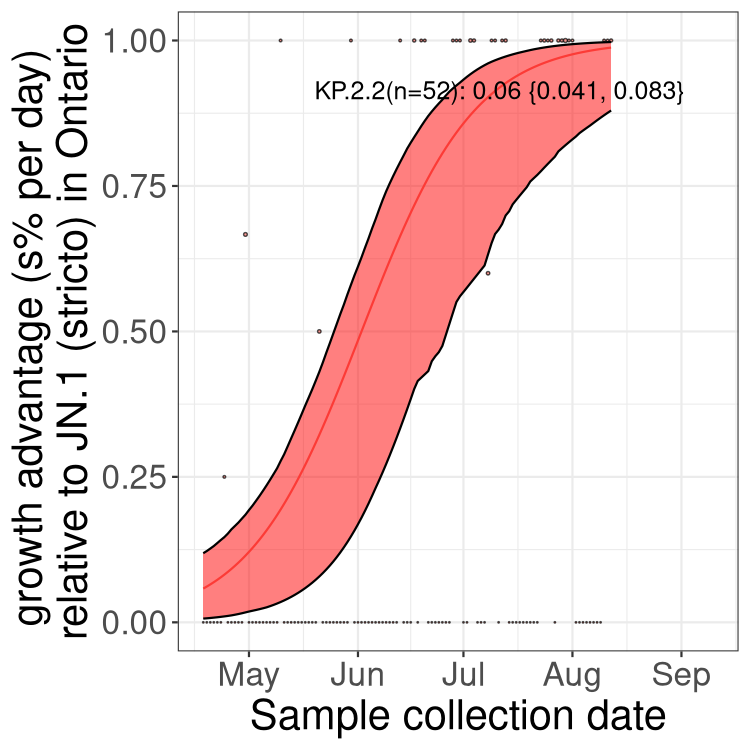 growth advantage (s% per day)
relative to JN.1 (stricto) in Ontario
1.00
0.75
0.50
0.25
0.00
KP.2.2(n=52): 0.06 {0.041, 0.083}
May Jun Jul Aug Sep
Sample collection date